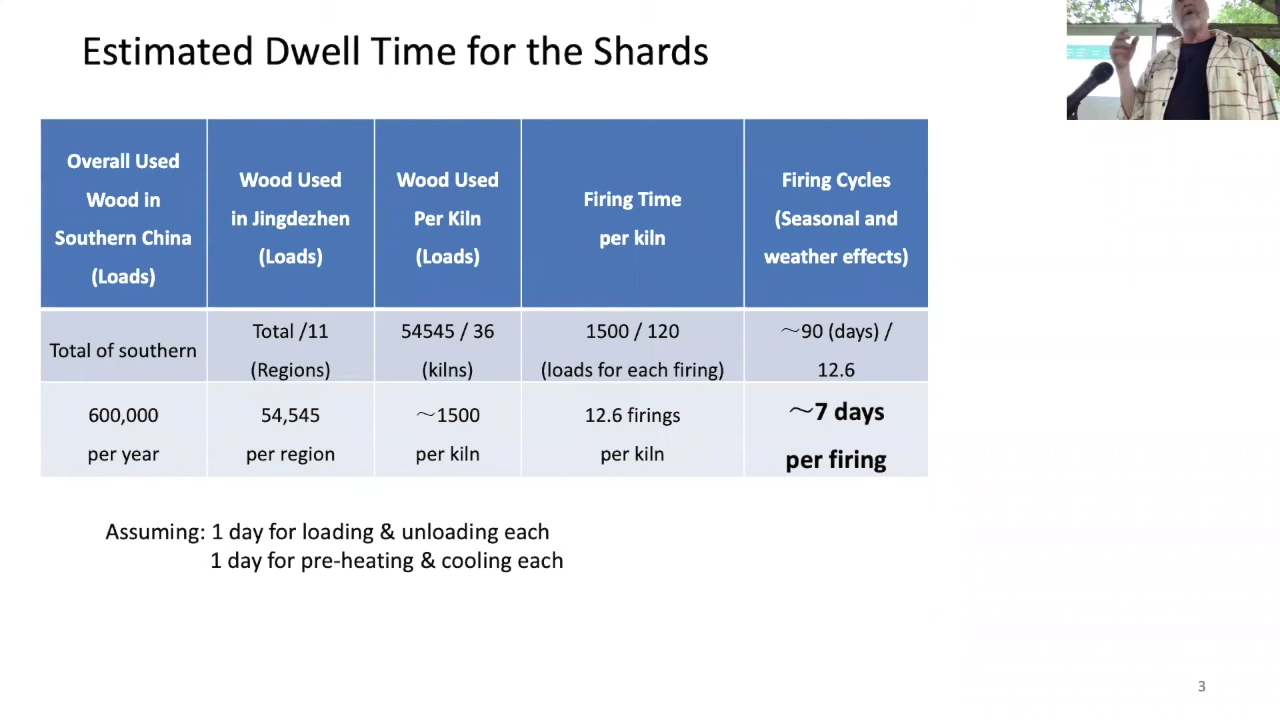 Estimated Dwell Time for the Shards
Overall Used
Wood in
Southern China
(Loads)
Wood Used
in Jingdezhen
(Loads)
Wood Used
Per Kiln
(Loads)
Firing Time
per kiln
Firing Cycles
(Seasonal and
weather effects)
Total of southern
Total /11
(Regions)
54545 / 36
(kilns)
1500 / 120
(loads for each firing)
～90 (days) /
12.6
600,000
per year
54,545
per region
～1500
per kiln
12.6 firings
per kiln
～7 days
per firing
Assuming: 1 day for loading & unloading each
1 day for pre-heating & cooling each
3